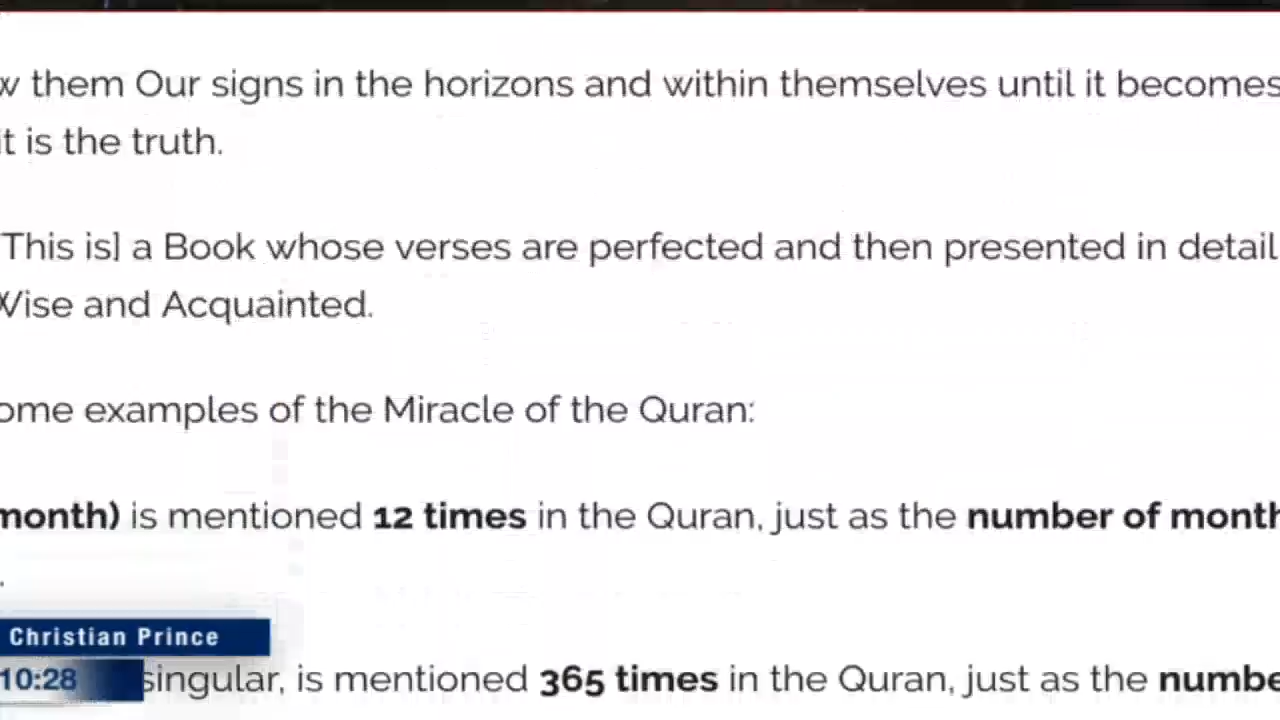 them Our signs in the horizons and within themselves until it becomes
it is the truth.
This is] a Book whose verses are perfected and then presented in detail
Wise and Acquainted.
ome examples of the Miracle of the Quran:
month) is mentioned 12 times in the Quran, just as the number of month
.
Christian Prince
10:28
singular, is mentioned 365 times in the Quran, just as the numbe